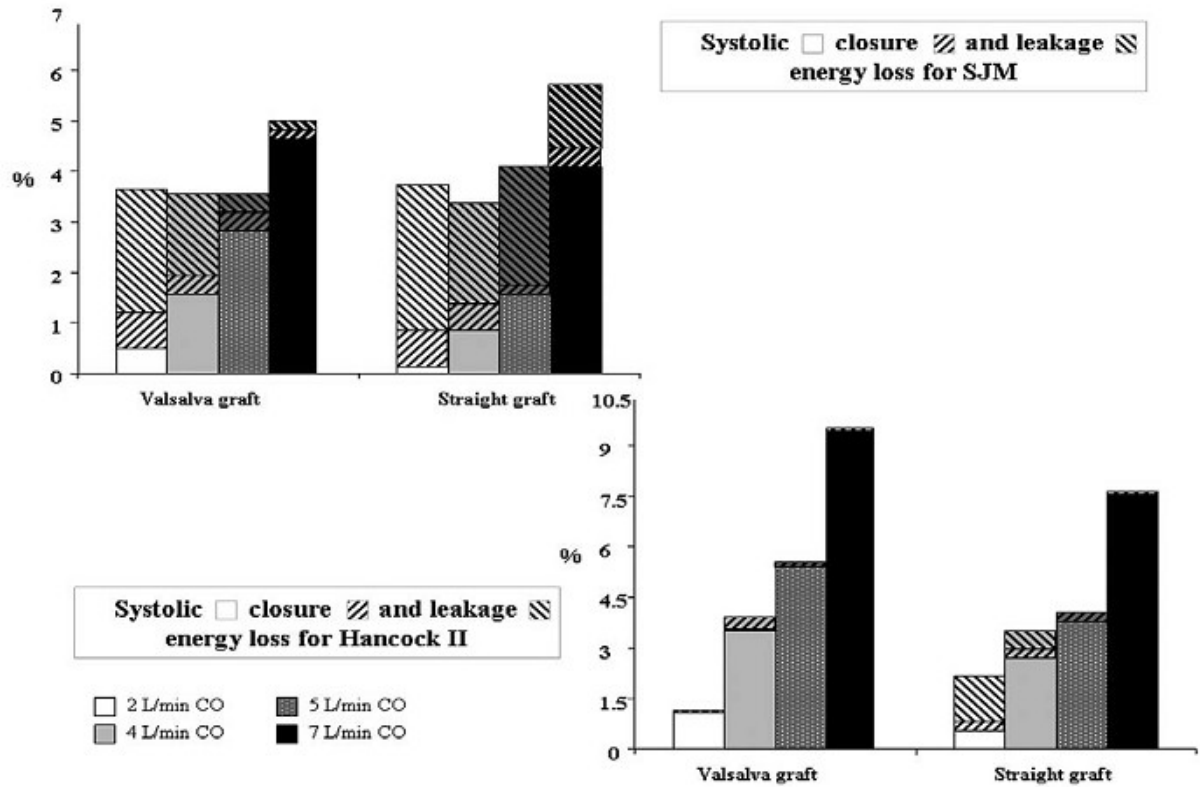 7
6
5
4
3
2
1
0
%
Valsalva graft
Straight graft
Systolic closure and leakage
energy loss for SJM
10.5
9
7.5
6
4.5
3
1.5
0
%
Valsalva graft
Straight graft
Systolic closure and leakage
energy loss for Hancock II
2 L/min CO
5 L/min CO
4 L/min CO
7 L/min CO